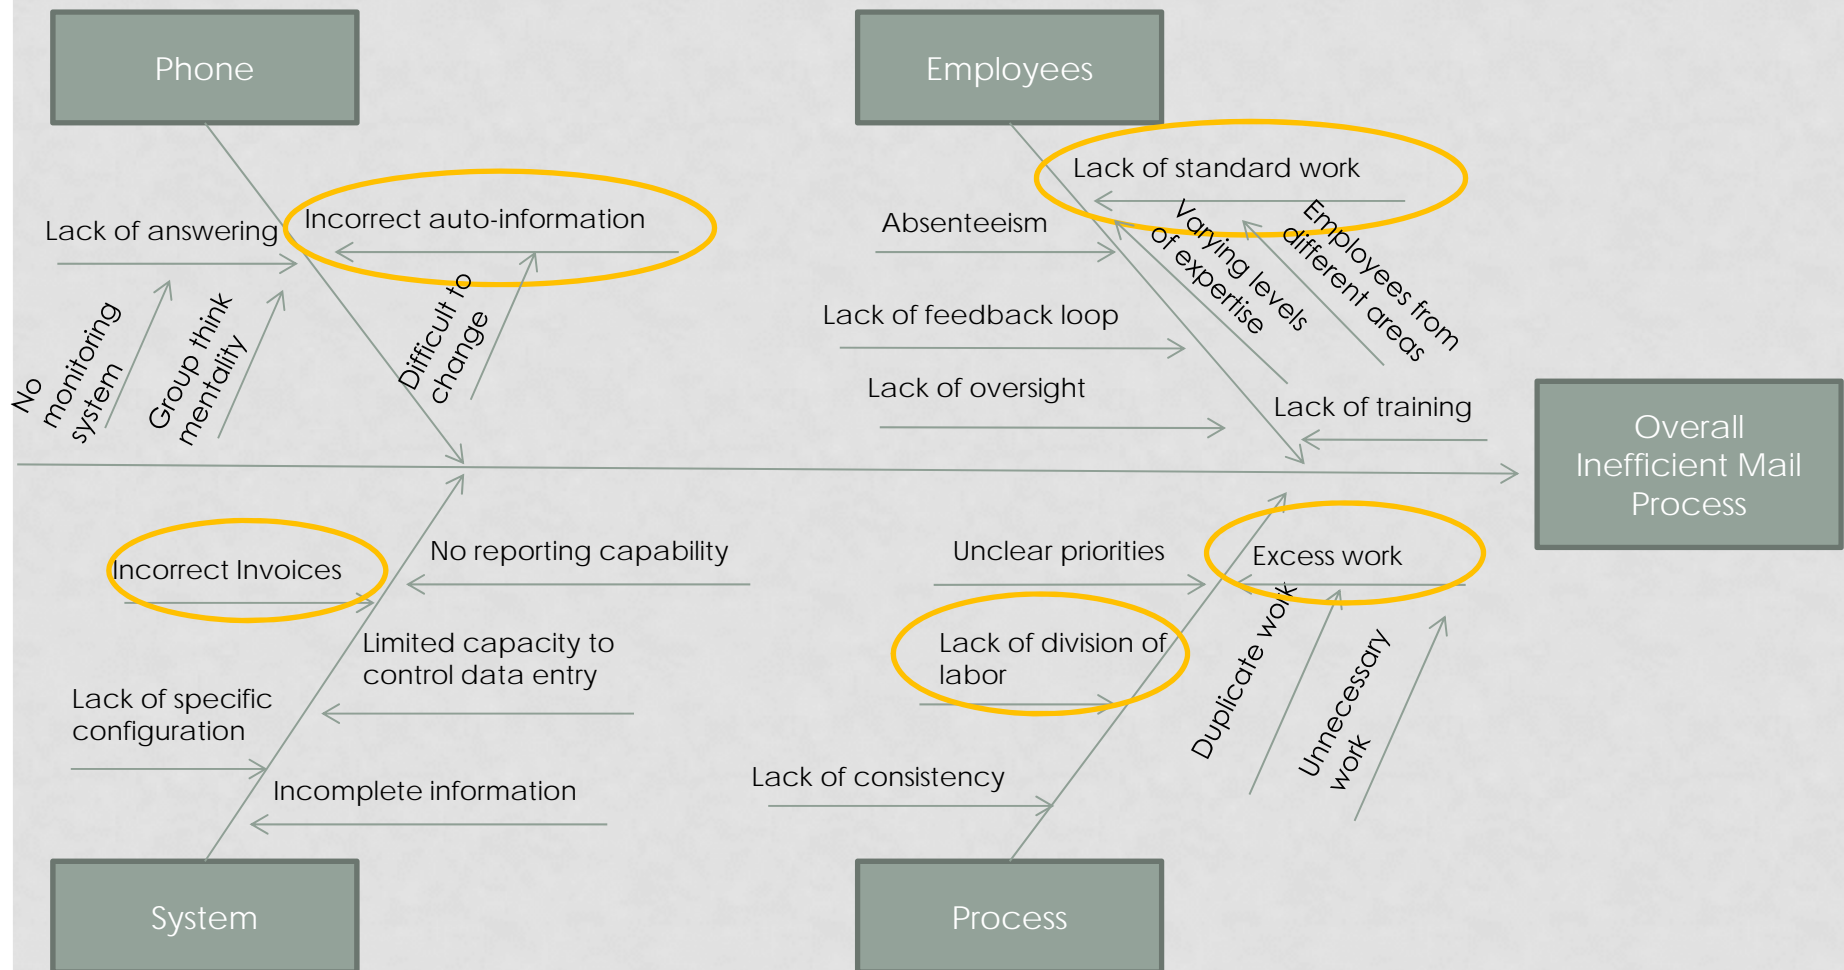 Phone
Employees
Lack of standard work
Lack of answering
Incorrect auto-information
Absenteeism
Varying levels
of expertise
Employees from
different areas
No
monitoring
system
Group think
mentality
Difficult to
change
Lack of feedback loop
Lack of oversight
Lack of training
Overall
Inefficient Mail
Process
Incorrect Invoices
No reporting capability
Unclear priorities
Excess work
Limited capacity to
control data entry
Lack of division of
labor
Duplicate work
Unnecessary
work
Lack of specific
configuration
Incomplete information
Lack of consistency
System
Process